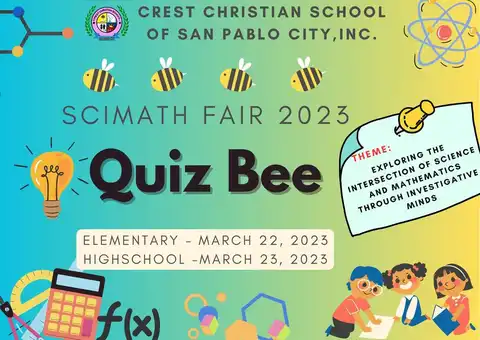 CREST CHRISTIAN SCHOOL
OF SAN PABLO CITY,INC.
SCIMATH FAIR 2023
Quiz Bee
THEME:
EXPLORING THE
INTERSECTION OF SCIENCE
AND MATHEMATICS
THROUGH INVESTIGATIVE
MINDS
ELEMENTARY - MARCH 22, 2023
HIGHSCHOOL -MARCH 23, 2023
f(x)